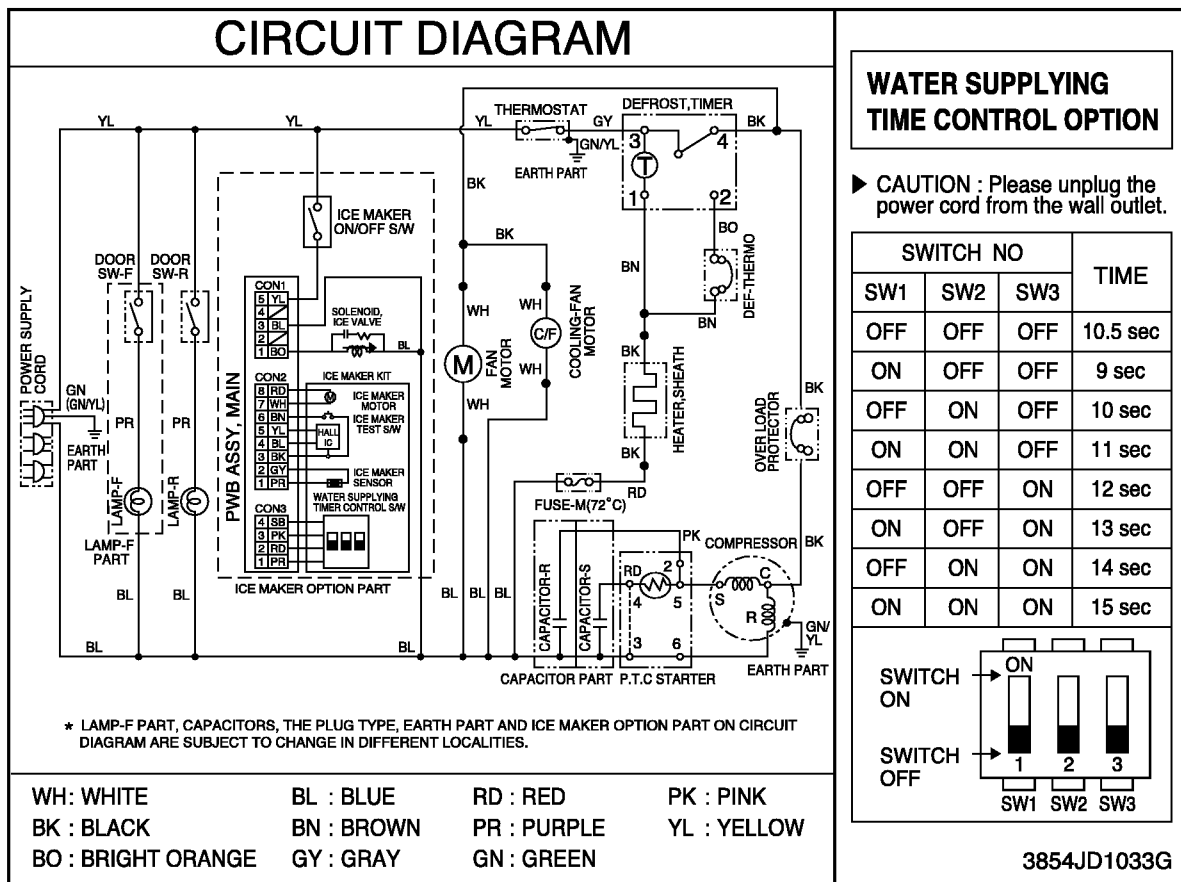 CIRCUIT DIAGRAM
YL
YL
YL
THERMOSTAT
GY
GN/YL
EARTH PART
DEFROST,TIMER
3
4
T
1
2
BK
BK
BK
BO
BN
DEF-THERMO
BN
ICE MAKER
ON/OFF S/W
DOOR
SW-F
DOOR
SW-R
POWER SUPPLY
CORD
GN
(GN/YL)
EARTH
PART
PR
PR
LAMP-F
LAMP-R
LAMP-F
PART
BL
BL
BL
PWB ASSY, MAIN
CON1
5 YL
4
3 BL
2
1 BO
SOLENOID,
ICE VALVE
BL
CON2
8 RD
7 WH
6 BN
5 YL
4 BL
3 BK
2 GY
1 PR
ICE MAKER KIT
M
ICE MAKER
MOTOR
ICE MAKER
TEST S/W
HALL
IC
ICE MAKER
SENSOR
WATER SUPPLYING
TIMER CONTROL S/W
CON3
4 SB
3 PK
2 RD
1 PR
ICE MAKER OPTION PART
BL
WH
M
FAN
MOTOR
WH
WH
C/F
COOLING-FAN
MOTOR
WH
BL
BL
BL
BK
HEATER,SHEATH
BK
RD
FUSE-M(72°C)
BK
OVER LOAD
PROTECTOR
BK
CAPACITOR-R
CAPACITOR-S
CAPACITOR PART
PK
RD
2
4
5
3
6
P.T.C STARTER
COMPRESSOR
S
C
R
GN/
YL
EARTH PART
* LAMP-F PART, CAPACITORS, THE PLUG TYPE, EARTH PART AND ICE MAKER OPTION PART ON CIRCUIT
DIAGRAM ARE SUBJECT TO CHANGE IN DIFFERENT LOCALITIES.
WH: WHITE
BL : BLUE
RD : RED
PK : PINK
BK : BLACK
BN : BROWN
PR : PURPLE
YL : YELLOW
BO : BRIGHT ORANGE
GY : GRAY
GN : GREEN
WATER SUPPLYING
TIME CONTROL OPTION
▶ CAUTION : Please unplug the
power cord from the wall outlet.
SWITCH NO
TIME
SW1 SW2 SW3
OFF OFF OFF 10.5 sec
ON OFF OFF 9 sec
OFF ON OFF 10 sec
ON ON OFF 11 sec
OFF OFF ON 12 sec
ON OFF ON 13 sec
OFF ON ON 14 sec
ON ON ON 15 sec
SWITCH
ON
ON
SWITCH
OFF
1 2 3
SW1 SW2 SW3
3854JD1033G